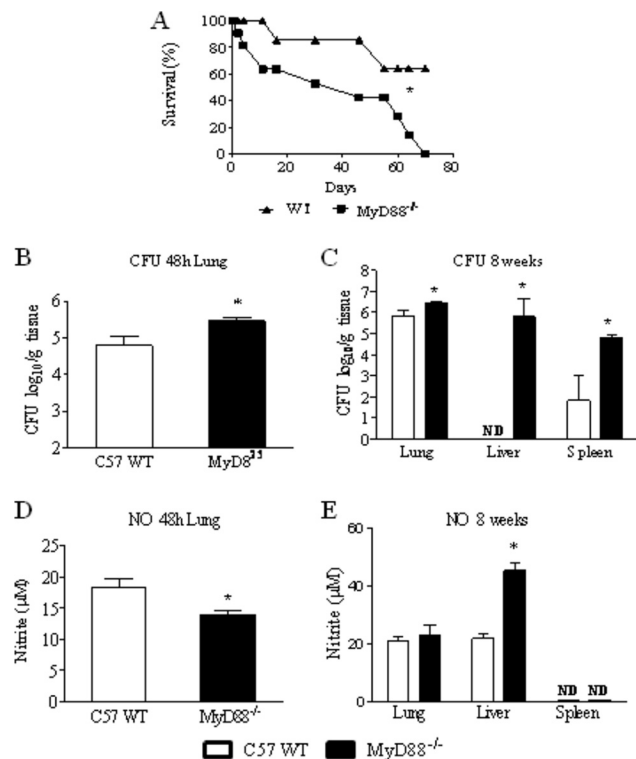 A
Survival(%)
100
80
60
40
20
0
0 20 40 60 80
*
Days
WT MyD88-/-
B
CFU 48h Lung
CFU log10/g tissue
6
5
4
3
2
*
C57 WT
C
CFU 8 weeks
CFU log10/g tissue
8
7
6
5
4
3
2
1
0
* * *
ND
Lung Liver Spleen
D
NO 48h Lung
Nitrite (µM)
25
20
15
10
5
0
*
C57 WT MyD88-/-
E
NO 8 weeks
Nitrite (µM)
60
40
20
0
*
ND ND
Lung Liver Spleen
C57 WT MyD88-/-